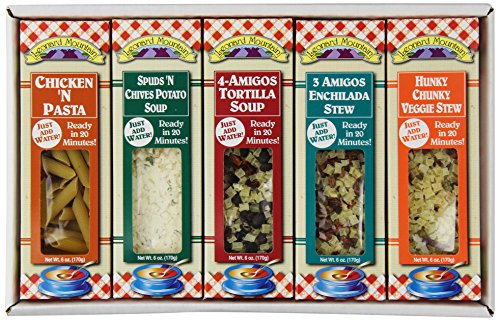 Leonard Mountain
CHICKEN
'N
PASTA
JUST
ADD
WATER!
Ready
in 20
Minutes!
Net Wt. 6 oz. (170g)
Leonard Mountain
SPUDS 'N
CHIVES POTATO
SOUP
JUST
ADD
WATER!
Ready
in 20
Minutes!
Net Wt. 6 oz. (170g)
Leonard Mountain
4-AMIGOS
TORTILLA
SOUP
JUST
ADD
WATER!
Ready
in 20
Minutes!
Net Wt. 6 oz. (170g)
Leonard Mountain
3 AMIGOS
ENCHILADA
STEW
JUST
ADD
WATER!
Ready
in 20
Minutes!
Net Wt. 6 oz. (170g)
Leonard Mountain
HUNKY
CHUNKY
VEGGIE STEW
JUST
ADD
WATER!
Ready
in 20
Minutes!
Net Wt. 6 oz. (170g)